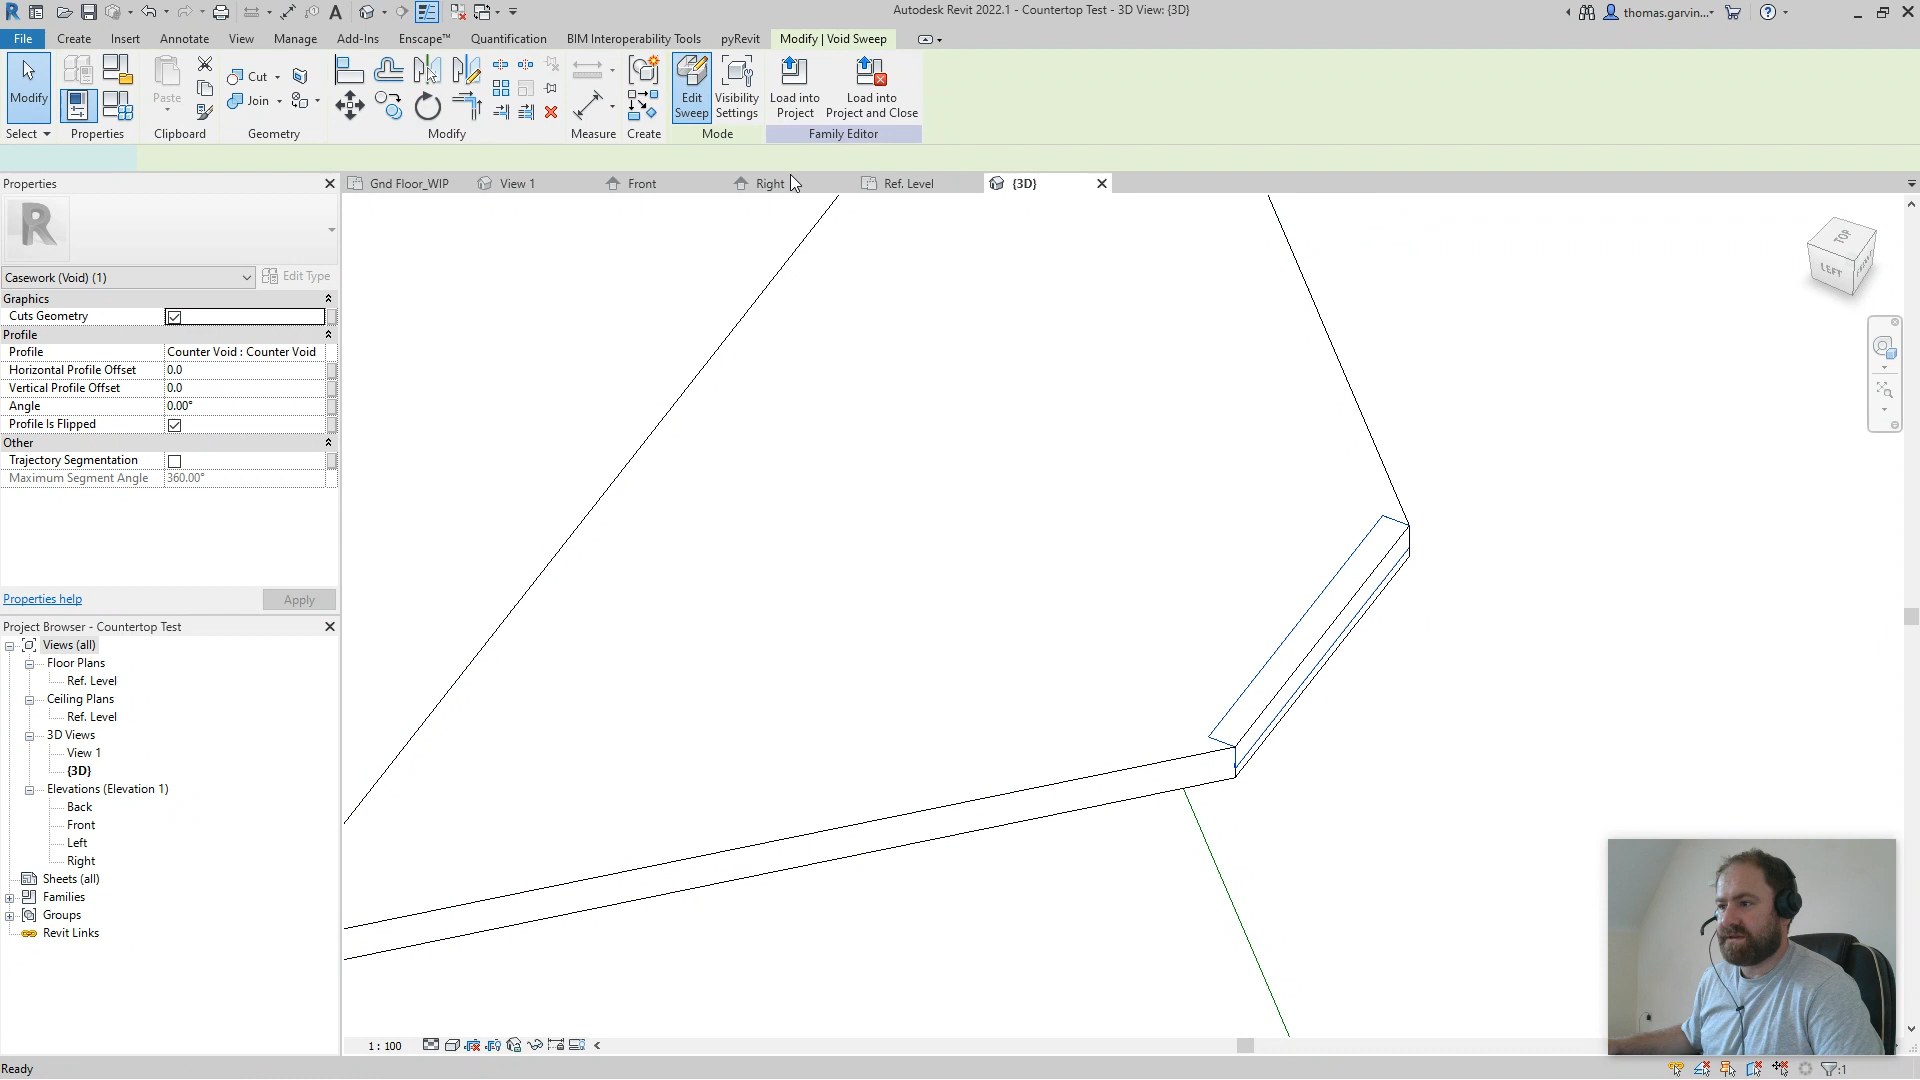 Autodesk Revit 2022.1 - Countertop Test - 3D View: {3D}
thomas.garvin...
File Create Insert Annotate View Manage Add-Ins Enscape™ Quantification BIM Interoperability Tools pyRevit Modify | Void Sweep
Modify
Paste
Cut
Join
Edit Sweep
Visibility Settings
Load into Project
Load into Project and Close
Select Properties Clipboard Geometry Modify Measure Create Mode Family Editor
Properties
Gnd Floor_WIP View 1 Front Right Ref. Level {3D}
R
Casework (Void) (1) Edit Type
Graphics
Cuts Geometry
Profile
Profile Counter Void : Counter Void
Horizontal Profile Offset 0.0
Vertical Profile Offset 0.0
Angle 0.00°
Profile Is Flipped
Other
Trajectory Segmentation
Maximum Segment Angle 360.00°
Properties help Apply
Project Browser - Countertop Test
Views (all)
Floor Plans
Ref. Level
Ceiling Plans
Ref. Level
3D Views
View 1
{3D}
Elevations (Elevation 1)
Back
Front
Left
Right
Sheets (all)
Families
Groups
Revit Links
TOP
LEFT
1 : 100
Ready
:1